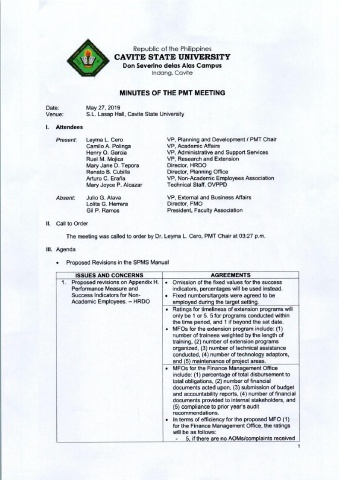 Republic of the Philippines
CAVITE STATE UNIVERSITY
Don Severino delas Alas Campus
Indang, Cavite
MINUTES OF THE PMT MEETING
Date: May 27, 2019
Venue: S.L. Lasap Hall, Cavite State University
I. Attendees
Present: Leyma L. Cero VP, Planning and Development / PMT Chair
Camilo A. Polinga VP, Academic Affairs
Henry O. Garcia VP, Administrative and Support Services
Ruel M. Mojica VP, Research and Extension
Mary Jane D. Tepora Director, HRDO
Renato B. Cubilla Director, Planning Office
Arturo C. Eraña VP, Non-Academic Employees Association
Mary Joyce P. Alcazar Technical Staff, OVPPD
Absent: Julio G. Alava VP, External and Business Affairs
Lolita G. Herrera Director, FMO
Gil P. Ramos President, Faculty Association
II. Call to Order
The meeting was called to order by Dr. Leyma L. Cero, PMT Chair at 03:27 p.m.
III. Agenda
• Proposed Revisions in the SPMS Manual
ISSUES AND CONCERNS AGREEMENTS
1. Proposed revisions on Appendix H. Performance Measure and Success Indicators for Non-Academic Employees. – HRDO
• Omission of the fixed values for the success
indicators, percentages will be used instead.
• Fixed numbers/targets were agreed to be
employed during the target setting.
• Ratings for timeliness of extension programs will
only be 1 or 5. 5 for programs conducted within
the time period, and 1 if beyond the set date.
• MFOs for the extension program include: (1)
number of trainees weighted by the length of
training, (2) number of extension programs
organized, (3) number of technical assistance
conducted, (4) number of technology adaptors,
and (5) maintenance of project areas.
• MFOs for the Finance Management Office
include: (1) percentage of total disbursement to
total obligations, (2) number of financial
documents acted upon, (3) submission of budget
and accountability reports, (4) number of financial
documents provided to internal stakeholders, and
(5) compliance to prior year's audit
recommendations.
• In terms of efficiency for the proposed MFO (1)
for the Finance Management Office, the ratings
will be as follows:
- 5, if there are no AOMs/complaints received
1